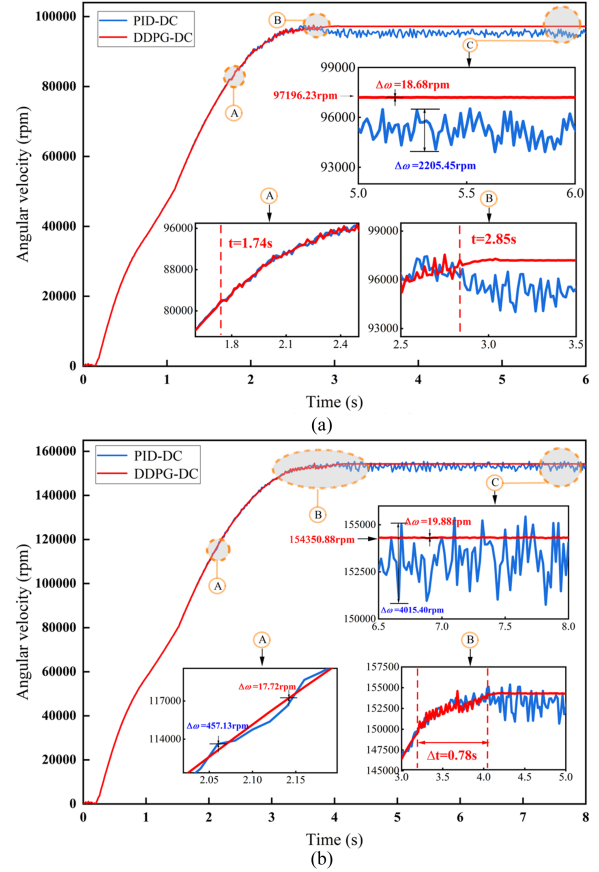 (a)
100000
80000
60000
40000
20000
0
Angular velocity (rpm)
PID-DC
DDPG-DC
B
C
A
99000
96000
93000
Δω=18.68rpm
97196.23rpm
Δω=2205.45rpm
5.0 5.5 6.0
A
96000
88000
80000
t=1.74s
1.8 2.1 2.4
B
99000
96000
93000
t=2.85s
2.5 3.0 3.5
0 1 2 3 4 5 6
Time (s)
(a)
160000
140000
120000
100000
80000
60000
40000
20000
0
Angular velocity (rpm)
PID-DC
DDPG-DC
B
C
A
155000
152500
150000
Δω=19.88rpm
154350.88rpm
Δω=4015.40rpm
6.5 7.0 7.5 8.0
A
117000
114000
Δω=17.72rpm
Δω=457.13rpm
2.05 2.10 2.15
B
157500
155000
152500
150000
147500
145000
Δt=0.78s
3.0 3.5 4.0 4.5 5.0
0 1 2 3 4 5 6 7 8
Time (s)
(b)